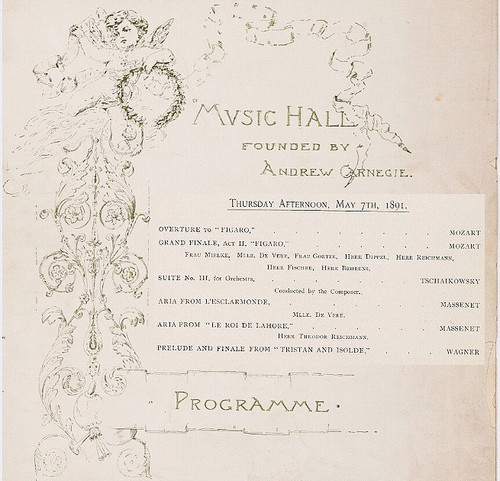 MVSIC HALL
FOUNDED BY
ANDREW CARNEGIE.
THURSDAY AFTERNOON, MAY 7TH, 1891.
OVERTURE to "FIGARO," . . . . . . . MOZART
GRAND FINALE, ACT II. "FIGARO," . . . . . . MOZART
FRAU MIELKE, MLLE. DE VERE, FRAU GORTZE, HERR DIPPEL, HERR REICHMANN,
HERR FISCHER, HERR BEHRENS.
SUITE No. III, for Orchestra, . . . . . . TSCHAIKOWSKY
Conducted by the Composer.
ARIA FROM L'ESCLARMONDE, . . . . . MASSENET
MLLE. DE VERE.
ARIA FROM "LE ROI DE LAHORE," . . . . . MASSENET
HERR THEODOR REICHMANN.
PRELUDE AND FINALE FROM "TRISTAN AND ISOLDE," . . . WAGNER
PROGRAMME ·